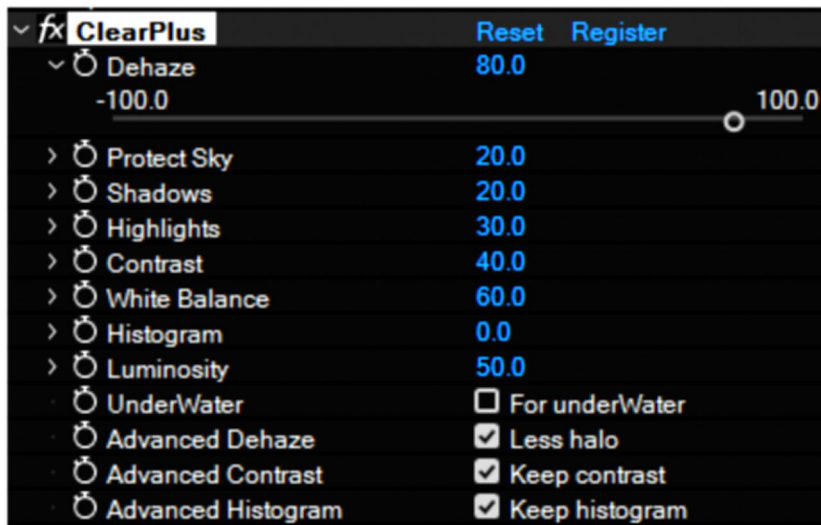 fx ClearPlus Reset Register
Dehaze 80.0
-100.0 100.0
Protect Sky 20.0
Shadows 20.0
Highlights 30.0
Contrast 40.0
White Balance 60.0
Histogram 0.0
Luminosity 50.0
UnderWater For underWater
Advanced Dehaze Less halo
Advanced Contrast Keep contrast
Advanced Histogram Keep histogram